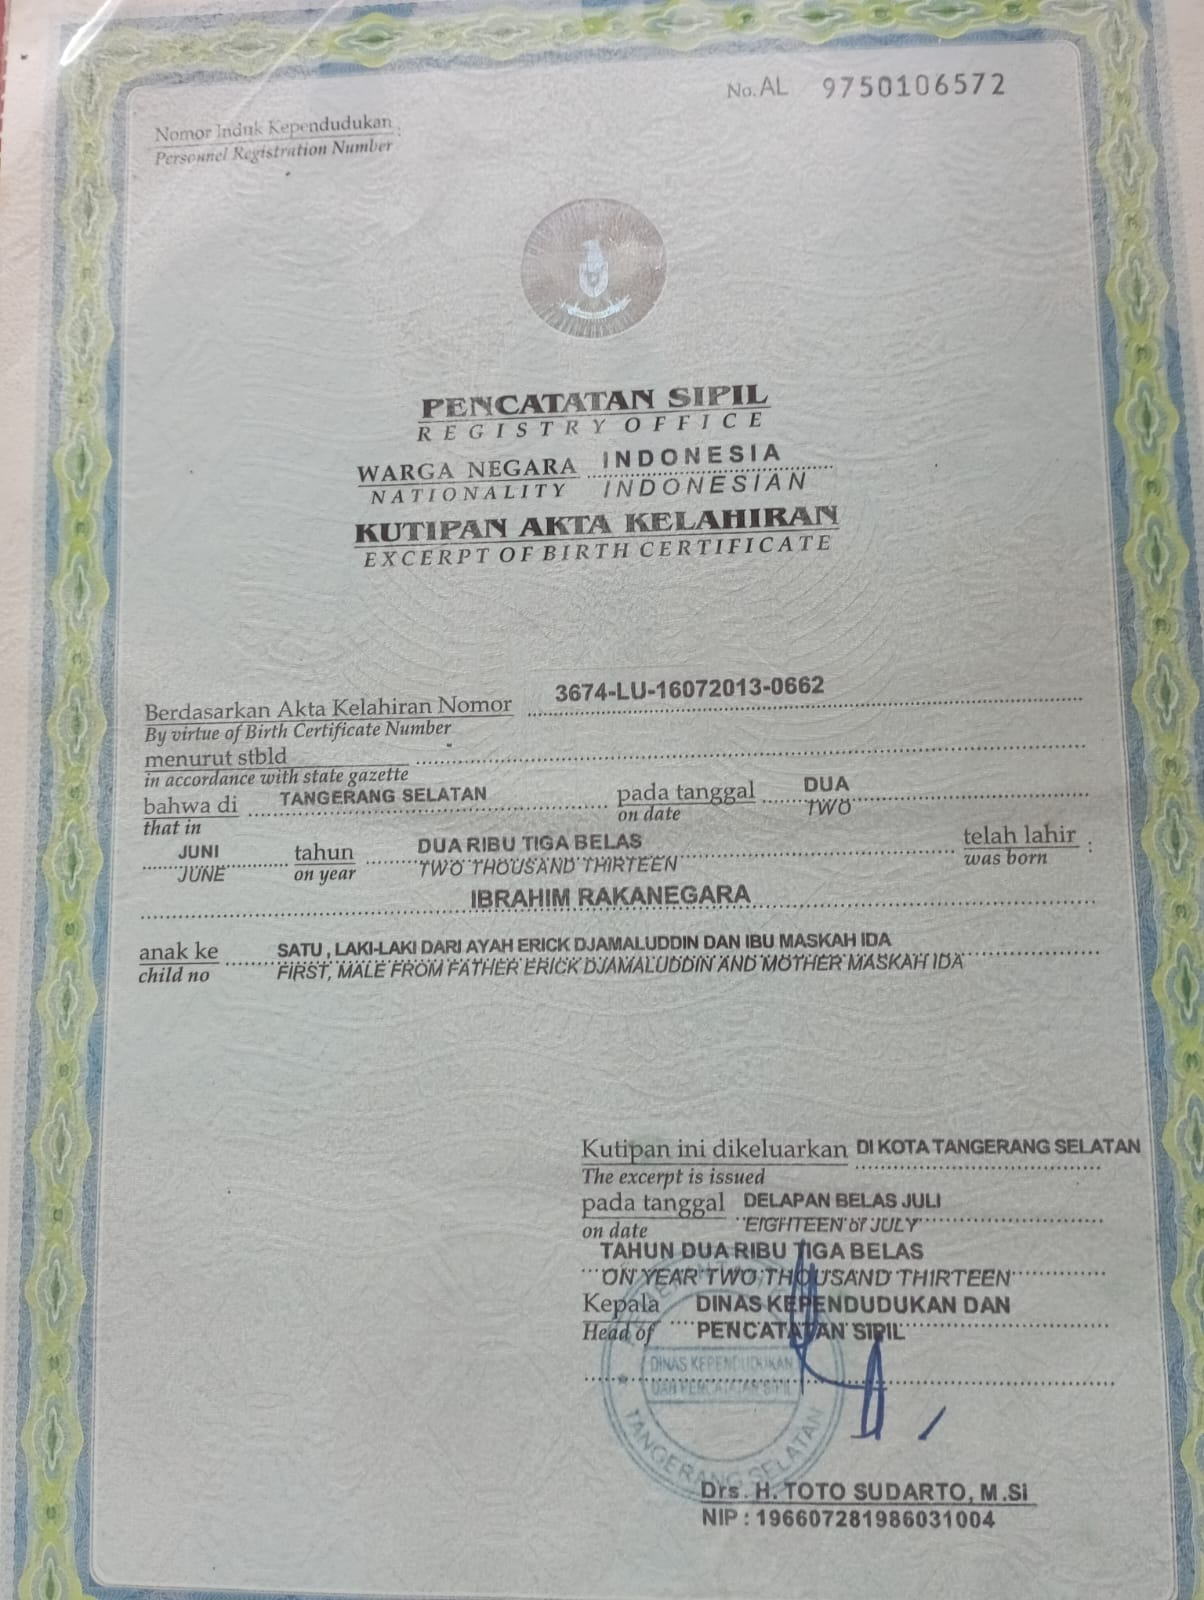 No. AL 9750106572
Nomor Induk Kependudukan :
Personnel Registration Number
PENCATATAN SIPIL
REGISTRY OFFICE
WARGA NEGARA INDONESIA
NATIONALITY INDONESIAN
KUTIPAN AKTA KELAHIRAN
EXCERPT OF BIRTH CERTIFICATE
Berdasarkan Akta Kelahiran Nomor 3674-LU-16072013-0662
By virtue of Birth Certificate Number
menurut stbld
in accordance with state gazette
bahwa di TANGERANG SELATAN pada tanggal DUA
that in on date TWO
JUNI tahun DUA RIBU TIGA BELAS telah lahir :
JUNE on year TWO THOUSAND THIRTEEN was born
IBRAHIM RAKANEGARA
anak ke SATU , LAKI-LAKI DARI AYAH ERICK DJAMALUDDIN DAN IBU MASKAH IDA
child no FIRST, MALE FROM FATHER ERICK DJAMALUDDIN AND MOTHER MASKAH IDA
Kutipan ini dikeluarkan DI KOTA TANGERANG SELATAN
The excerpt is issued
pada tanggal DELAPAN BELAS JULI
on date EIGHTEEN of JULY
TAHUN DUA RIBU TIGA BELAS
ON YEAR TWO THOUSAND THIRTEEN
Kepala DINAS KEPENDUDUKAN DAN
Head of PENCATATAN SIPIL
DINAS KEPENDUDUKAN
DAN PENCATATAN SIPIL
TANGERANG SELATAN
Drs. H. TOTO SUDARTO, M.Si
NIP : 196607281986031004